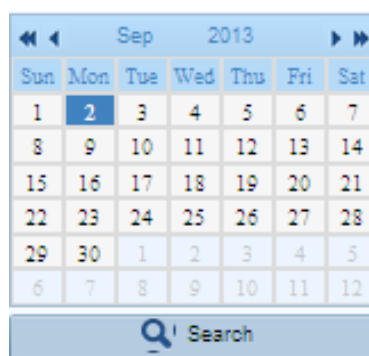 Sep 2013
Sun Mon Tue Wed Thu Fri Sat
1 2 3 4 5 6 7
8 9 10 11 12 13 14
15 16 17 18 19 20 21
22 23 24 25 26 27 28
29 30 1 2 3 4 5
6 7 8 9 10 11 12
Search